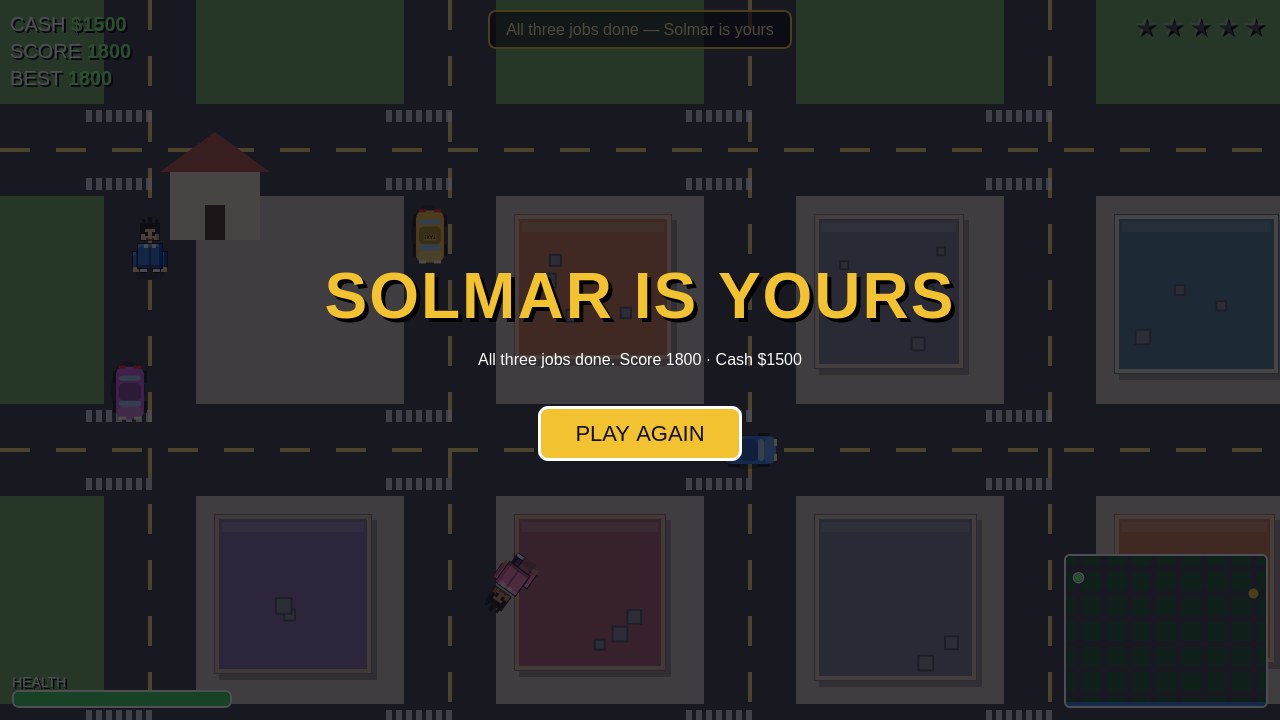 CASH $1500
SCORE 1800
BEST 1800
All three jobs done — Solmar is yours
★ ★ ★ ★ ★
SOLMAR IS YOURS
All three jobs done. Score 1800 · Cash $1500
PLAY AGAIN
HEALTH